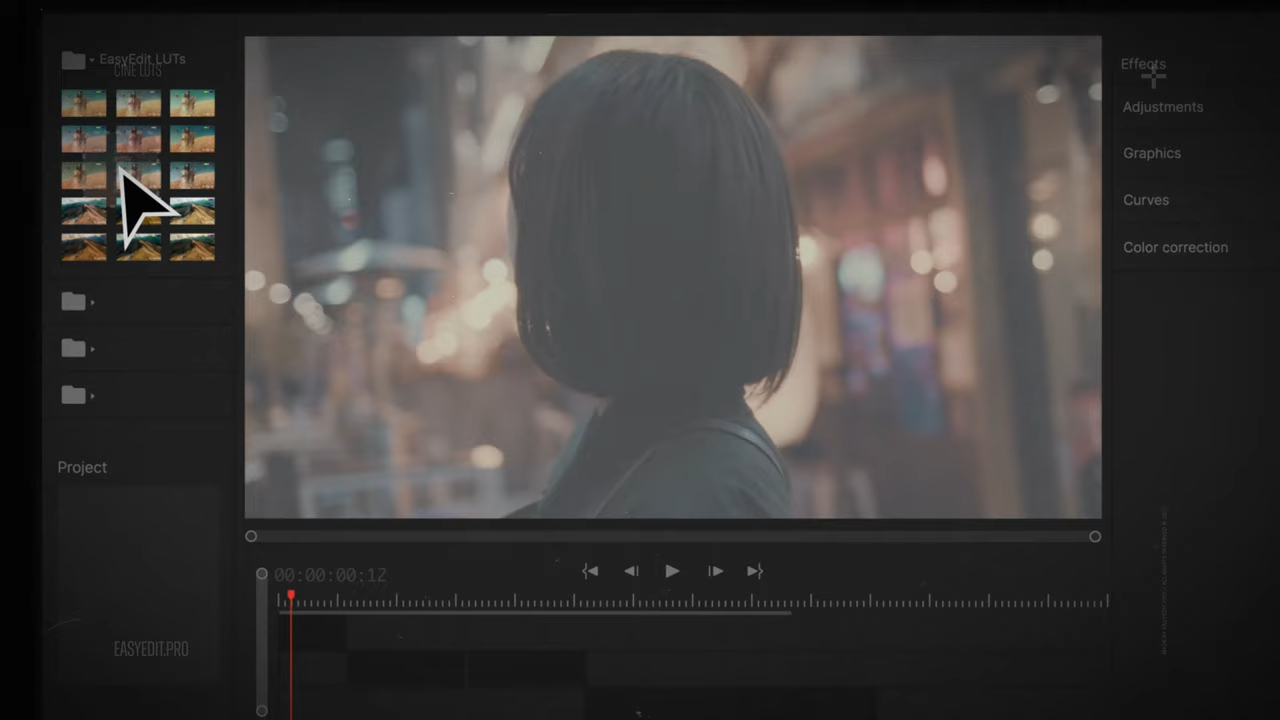 EasyEdit LUTs
CINE LUTS
Effects
Adjustments
Graphics
Curves
Color correction
Project
00:00:00:12
EASYEDIT.PRO